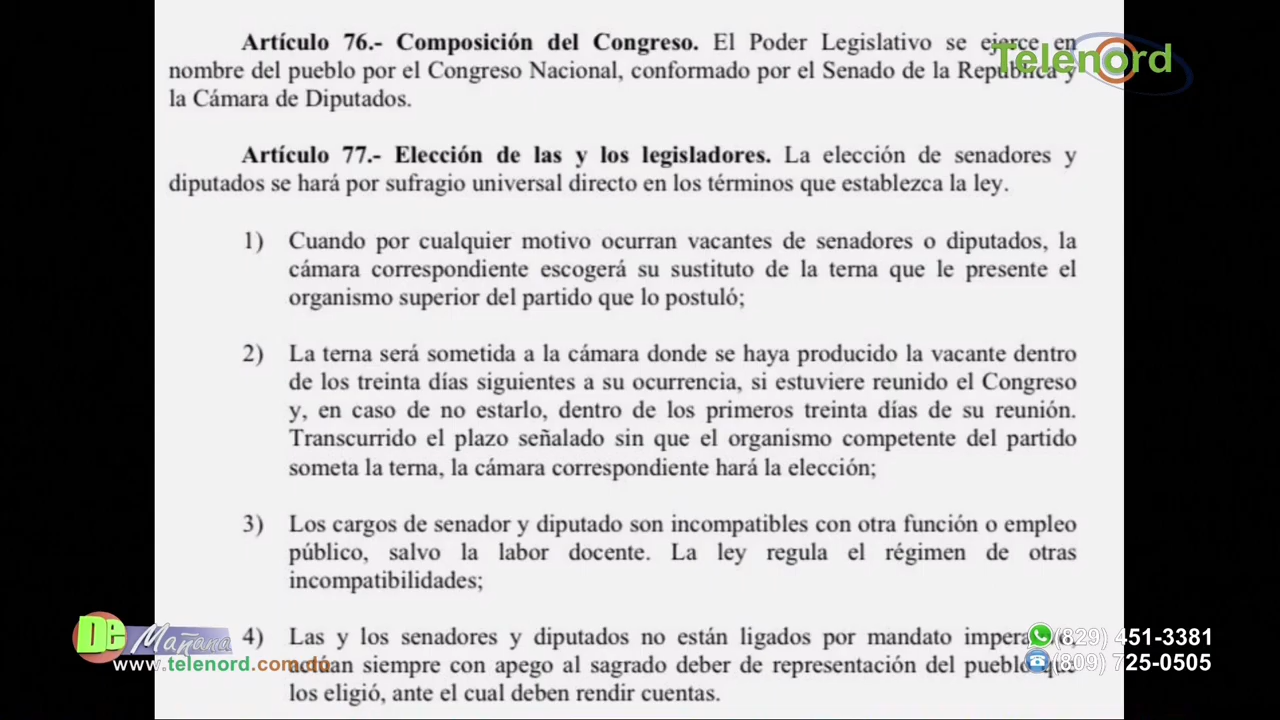 Artículo 76.- Composición del Congreso. El Poder Legislativo se ejerce en
Telenord
nombre del pueblo por el Congreso Nacional, conformado por el Senado de la República y
la Cámara de Diputados.
Artículo 77.- Elección de las y los legisladores. La elección de senadores y
diputados se hará por sufragio universal directo en los términos que establezca la ley.
1) Cuando por cualquier motivo ocurran vacantes de senadores o diputados, la
cámara correspondiente escogerá su sustituto de la terna que le presente el
organismo superior del partido que lo postuló;
2) La terna será sometida a la cámara donde se haya producido la vacante dentro
de los treinta días siguientes a su ocurrencia, si estuviere reunido el Congreso
y, en caso de no estarlo, dentro de los primeros treinta días de su reunión.
Transcurrido el plazo señalado sin que el organismo competente del partido
someta la terna, la cámara correspondiente hará la elección;
3) Los cargos de senador y diputado son incompatibles con otra función o empleo
público, salvo la labor docente. La ley regula el régimen de otras
incompatibilidades;
4) Las y los senadores y diputados no están ligados por mandato
siempre con apego al sagrado deber de representación del pueblo que
los eligió, ante el cual deben rendir cuentas.
De Mañana
www.telenord.com.do
(829) 451-3381
(809) 725-0505